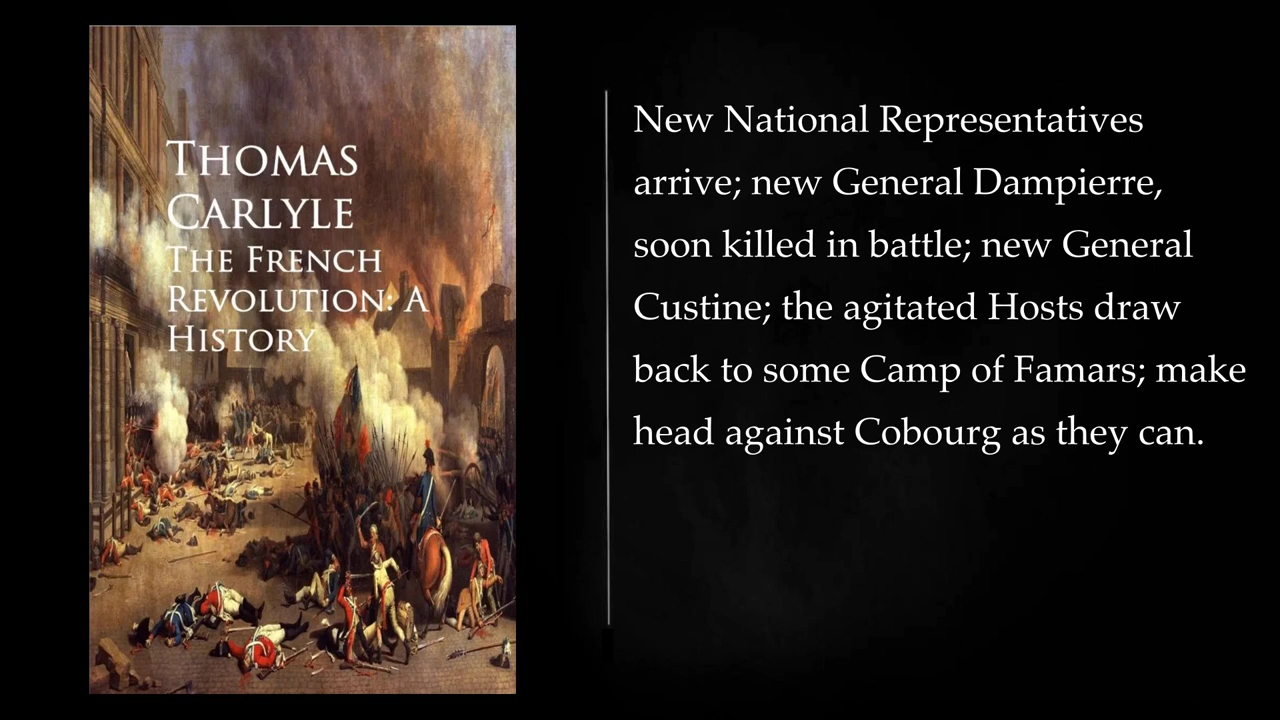 THOMAS
CARLYLE
THE FRENCH
REVOLUTION: A
HISTORY
New National Representatives
arrive; new General Dampierre,
soon killed in battle; new General
Custine; the agitated Hosts draw
back to some Camp of Famars; make
head against Cobourg as they can.